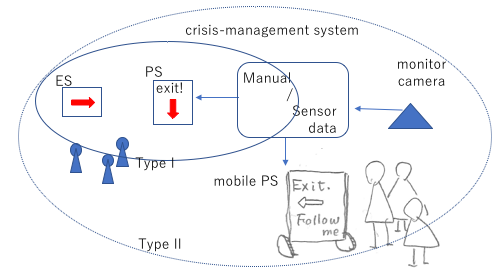 crisis-management system
monitor
camera
ES
PS
exit!
Manual
/
Sensor
data
Type I
mobile PS
Exit.
Follow
me
Type II